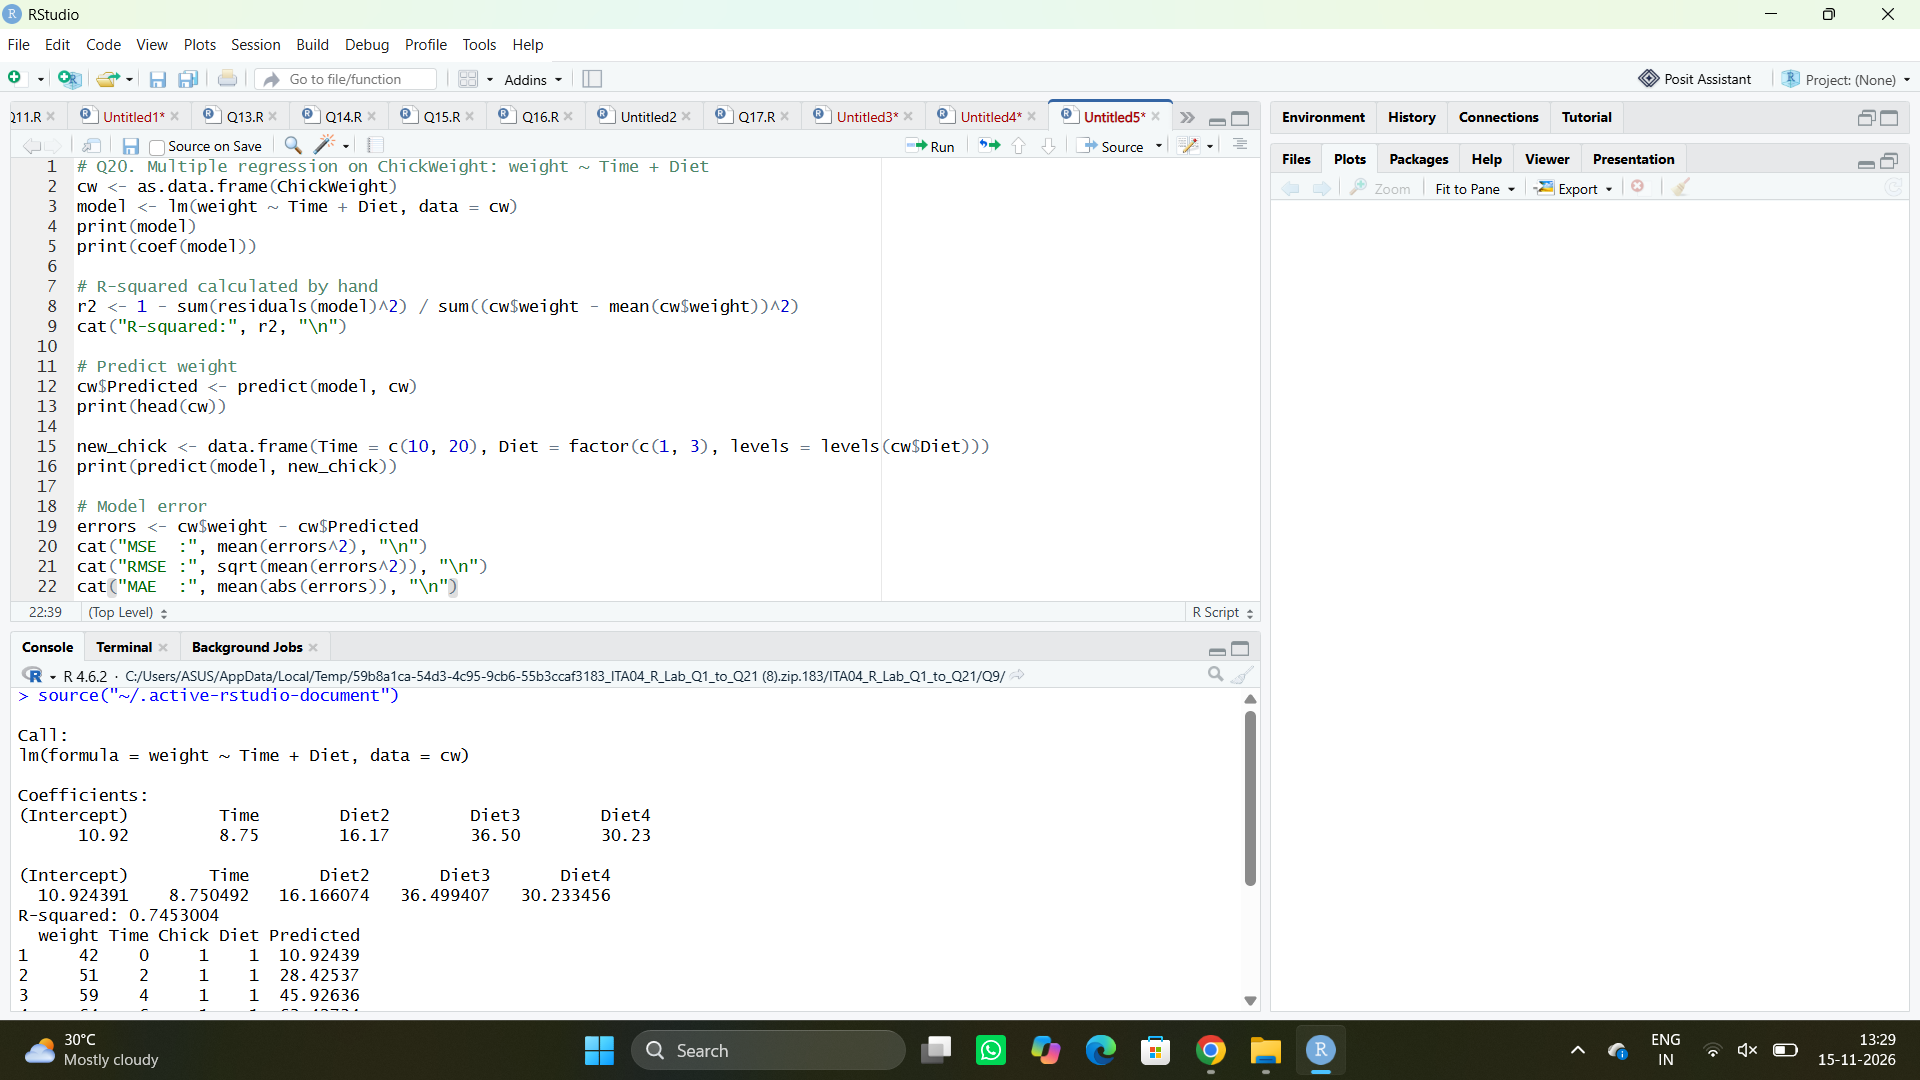 RStudio
File Edit Code View Plots Session Build Debug Profile Tools Help
Go to file/function Addins Posit Assistant Project: (None)
Q11.R Untitled1* Q13.R Q14.R Q15.R Q16.R Untitled2 Q17.R Untitled3* Untitled4* Untitled5*
Source on Save Run Source
1 # Q20. Multiple regression on ChickWeight: weight ~ Time + Diet
2 cw <- as.data.frame(ChickWeight)
3 model <- lm(weight ~ Time + Diet, data = cw)
4 print(model)
5 print(coef(model))
6
7 # R-squared calculated by hand
8 r2 <- 1 - sum(residuals(model)^2) / sum((cw$weight - mean(cw$weight))^2)
9 cat("R-squared:", r2, "\n")
10
11 # Predict weight
12 cw$Predicted <- predict(model, cw)
13 print(head(cw))
14
15 new_chick <- data.frame(Time = c(10, 20), Diet = factor(c(1, 3), levels = levels(cw$Diet)))
16 print(predict(model, new_chick))
17
18 # Model error
19 errors <- cw$weight - cw$Predicted
20 cat("MSE  :", mean(errors^2), "\n")
21 cat("RMSE :", sqrt(mean(errors^2)), "\n")
22 cat("MAE  :", mean(abs(errors)), "\n")
22:39 (Top Level) R Script
Console Terminal Background Jobs
R 4.6.2 · C:/Users/ASUS/AppData/Local/Temp/59b8a1ca-54d3-4c95-9cb6-55b3ccaf3183_ITA04_R_Lab_Q1_to_Q21 (8).zip.183/ITA04_R_Lab_Q1_to_Q21/Q9/
> source("~/.active-rstudio-document")
Call:
lm(formula = weight ~ Time + Diet, data = cw)
Coefficients:
(Intercept) Time Diet2 Diet3 Diet4
10.92 8.75 16.17 36.50 30.23
(Intercept) Time Diet2 Diet3 Diet4
10.924391 8.750492 16.166074 36.499407 30.233456
R-squared: 0.7453004
weight Time Chick Diet Predicted
1 42 0 1 1 10.92439
2 51 2 1 1 28.42537
3 59 4 1 1 45.92636
Environment History Connections Tutorial
Files Plots Packages Help Viewer Presentation
Zoom Fit to Pane Export
30°C
Mostly cloudy
Search
ENG
IN
13:29
15-11-2026